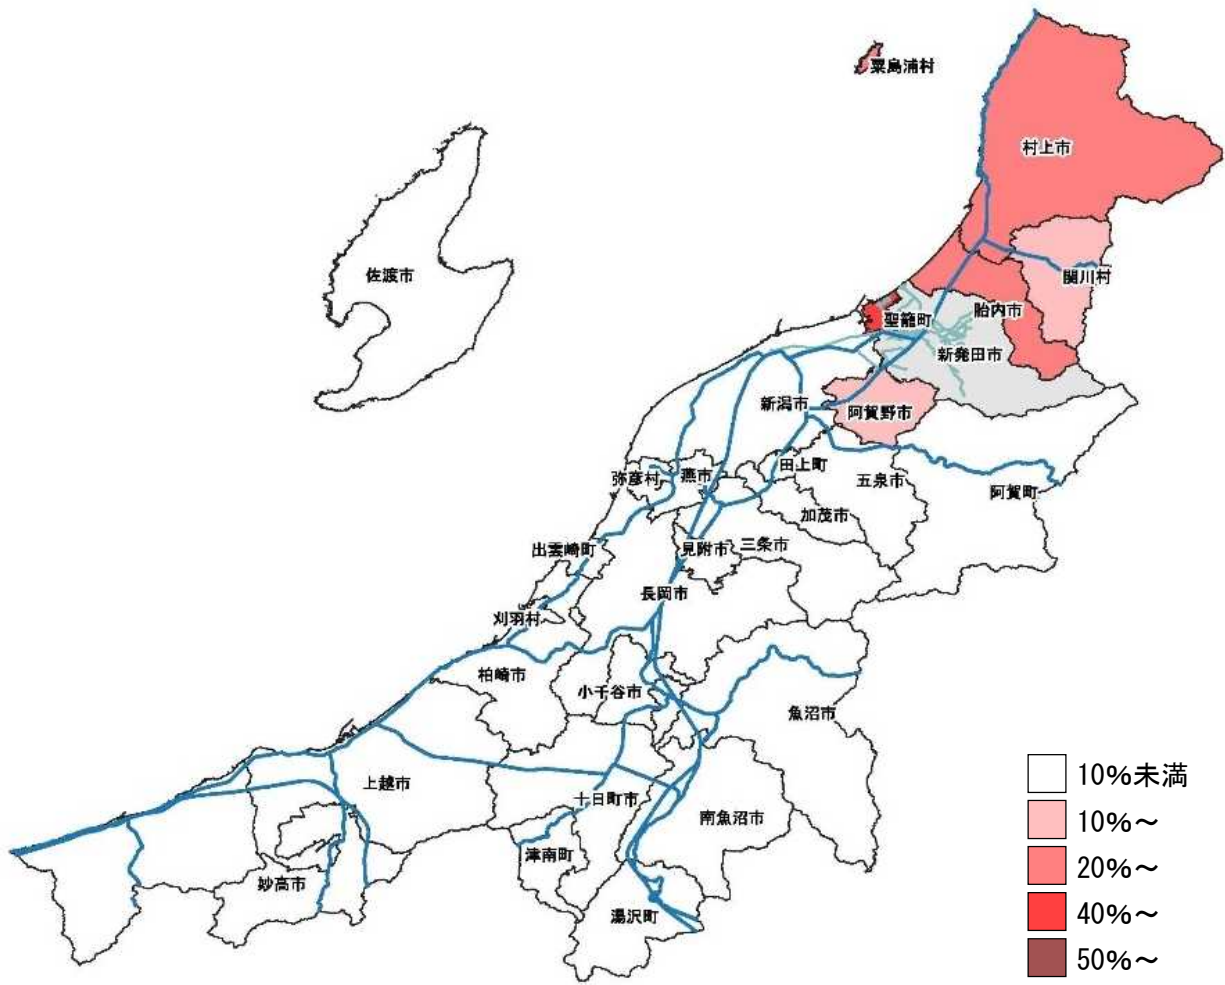 粟島浦村
村上市
佐渡市
関川村
胎内市
聖籠町
新発田市
新潟市
阿賀野市
田上町
弥彦村
燕市
五泉市
阿賀町
加茂市
出雲崎町
見附市
三条市
長岡市
刈羽村
柏崎市
小千谷市
魚沼市
上越市
十日町市
南魚沼市
津南町
妙高市
湯沢町
10%未満
10%～
20%～
40%～
50%～